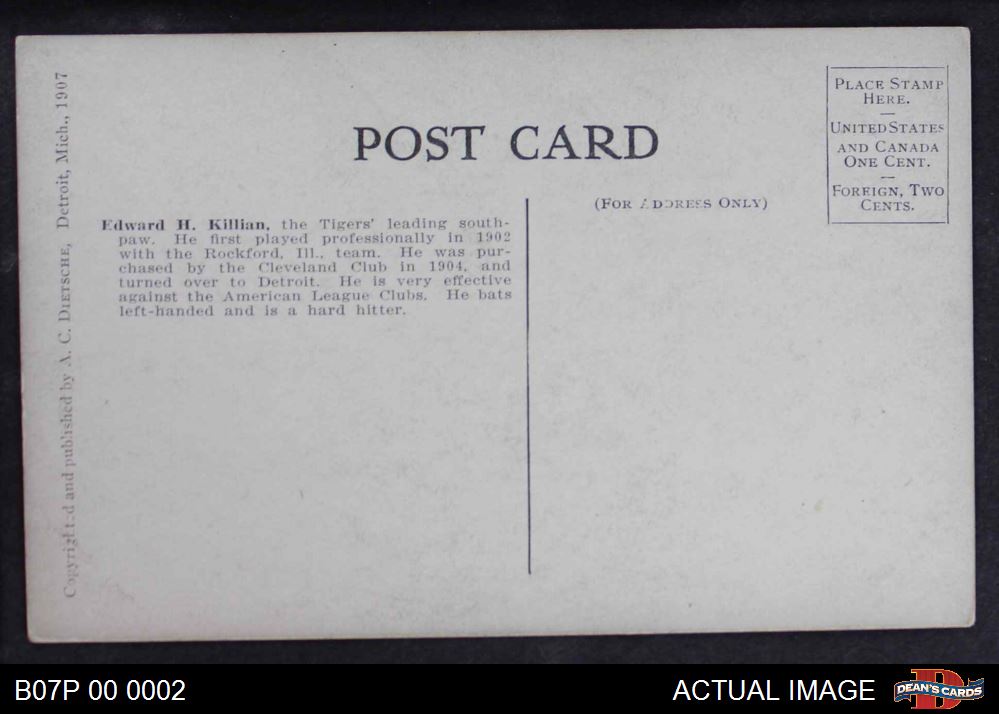 POST CARD
PLACE STAMP
HERE.
UNITED STATES
AND CANADA
ONE CENT.
FOREIGN, TWO
CENTS.
(FOR ADDRESS ONLY)
Edward H. Killian, the Tigers' leading south-
paw. He first played professionally in 1902
with the Rockford, Ill., team. He was pur-
chased by the Cleveland Club in 1904, and
turned over to Detroit. He is very effective
against the American League Clubs. He bats
left-handed and is a hard hitter.
Copyrighted and published by A. C. DIETSCHE, Detroit, Mich., 1907
B07P 00 0002
ACTUAL IMAGE
D
DEAN'S CARDS